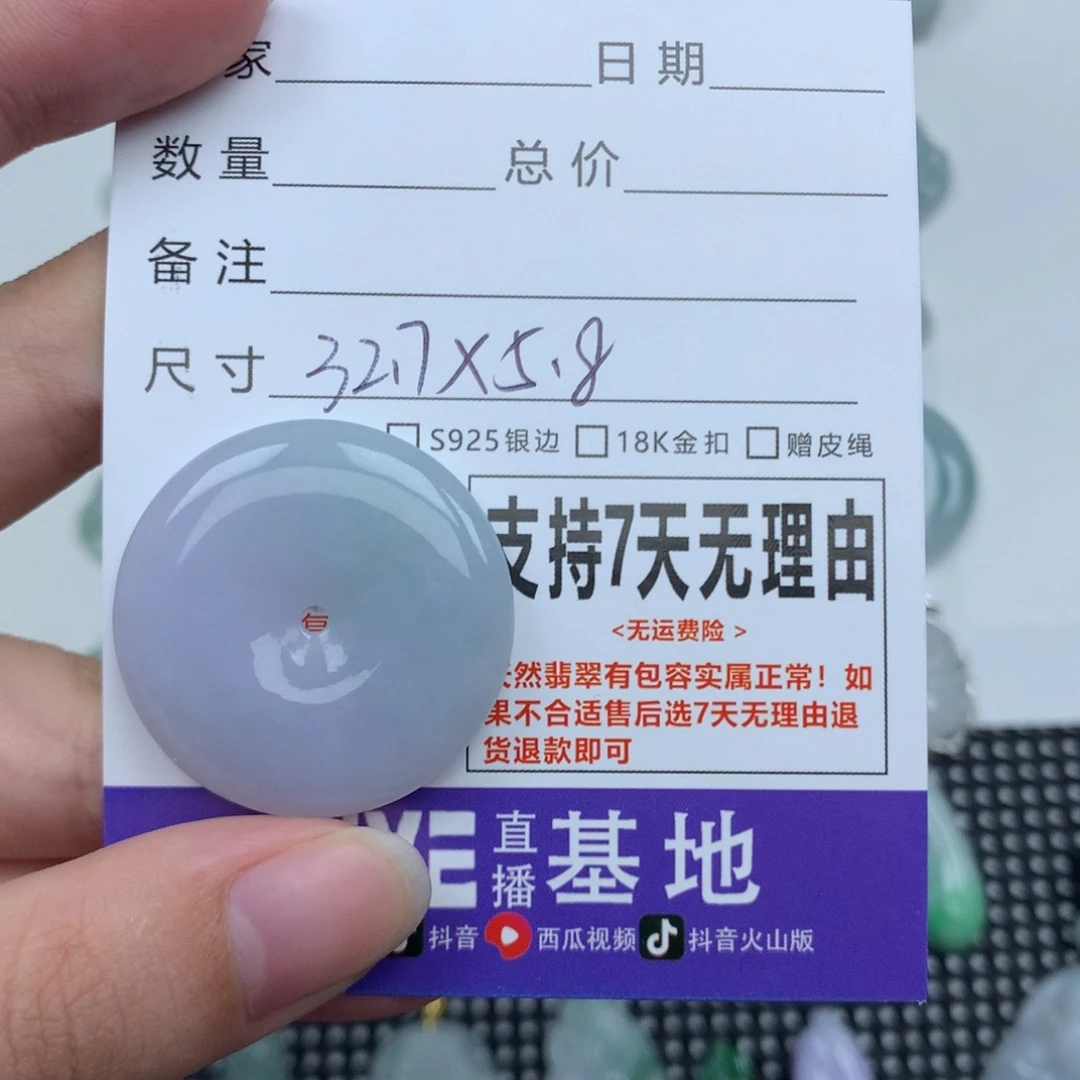 家 日期
数量 总价
备注
尺寸 32.7X5.8
S925银边 18K金扣 赠皮绳
支持7天无理由
<无运费险 >
天然翡翠有包容实属正常！如
果不合适售后选7天无理由退
货退款即可
直播基地
抖音 西瓜视频 抖音火山版